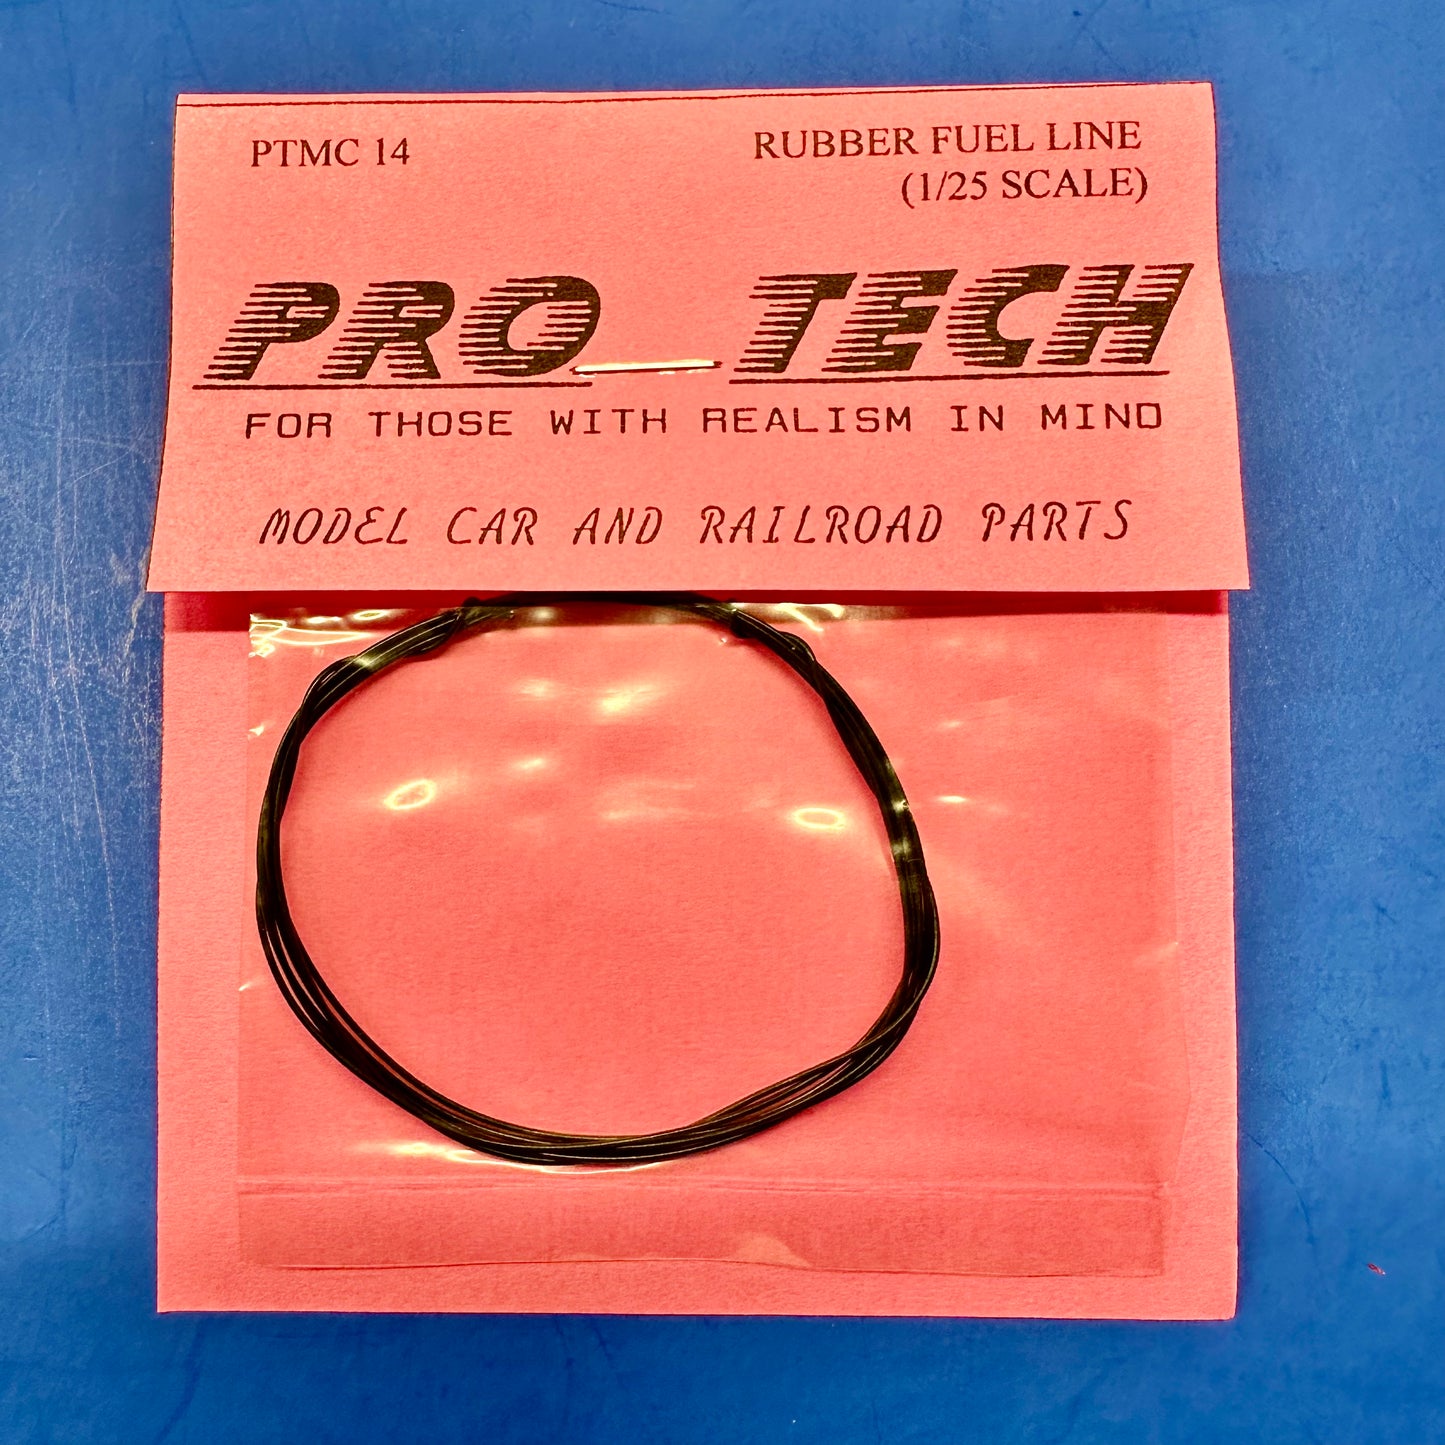 PTMC 14
RUBBER FUEL LINE
(1/25 SCALE)
PRO TECH
FOR THOSE WITH REALISM IN MIND
MODEL CAR AND RAILROAD PARTS